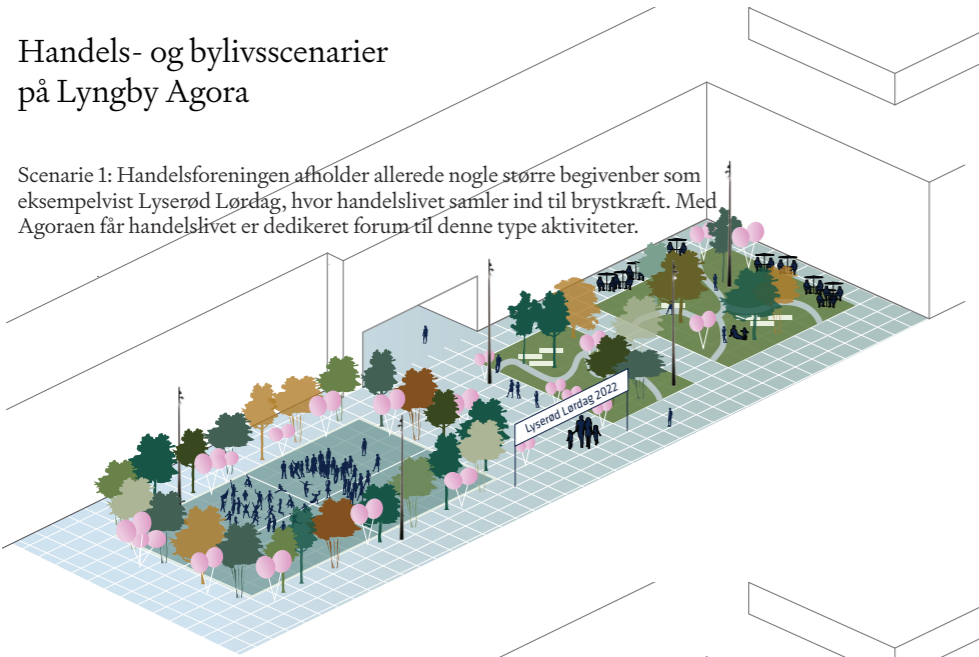 Handels- og bylivsscenarier
på Lyngby Agora
Scenarie 1: Handelsforeningen afholder allerede nogle større begivenber som
eksempelvist Lyserød Lørdag, hvor handelslivet samler ind til brystkræft. Med
Agoraen får handelslivet er dedikeret forum til denne type aktiviteter.
Lyserød Lørdag 2022